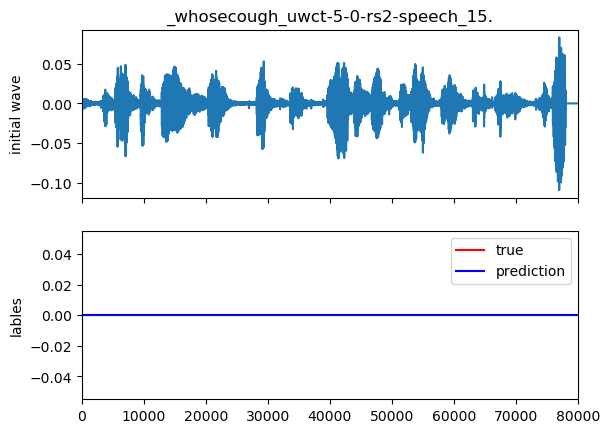 _whosecough_uwct-5-0-rs2-speech_15.
initial wave
0.05
0.00
−0.05
−0.10
lables
0.04
0.02
0.00
−0.02
−0.04
true
prediction
0 10000 20000 30000 40000 50000 60000 70000 80000